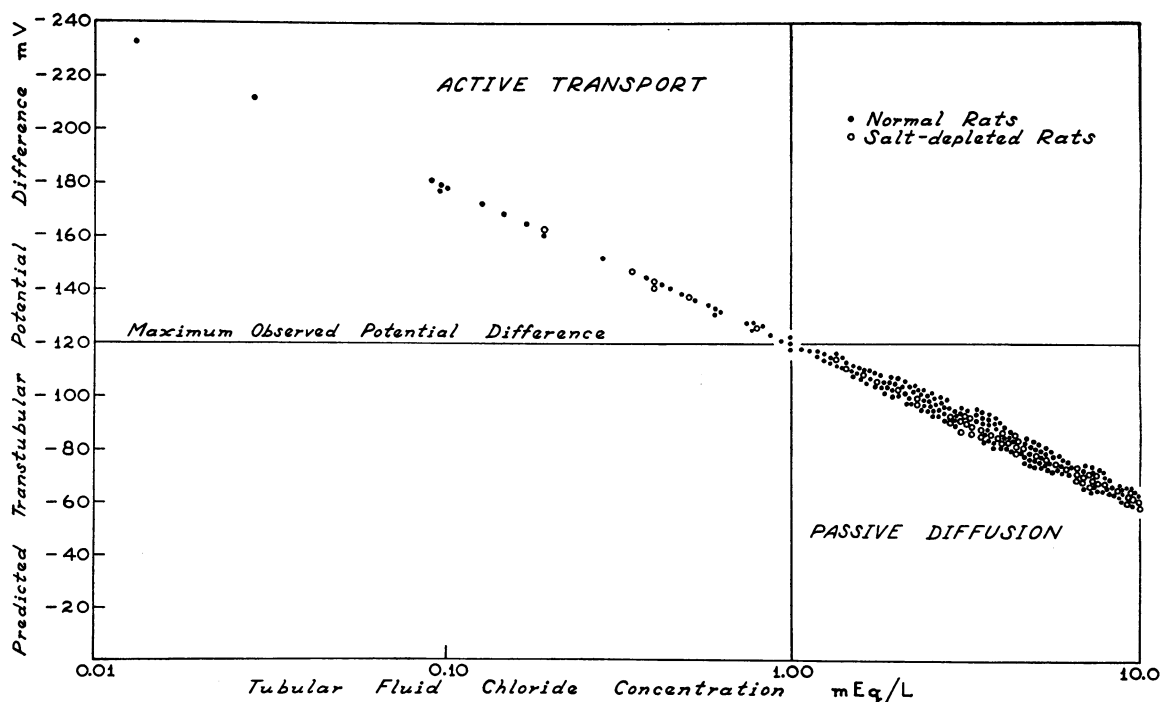 Predicted Transtubular Potential Difference mV
-240
-220
-200
-180
-160
-140
-120
-100
-80
-60
-40
-20
ACTIVE TRANSPORT
• Normal Rats
o Salt-depleted Rats
Maximum Observed Potential Difference
PASSIVE DIFFUSION
0.01 0.10 1.00 10.0
Tubular Fluid Chloride Concentration mEq/L